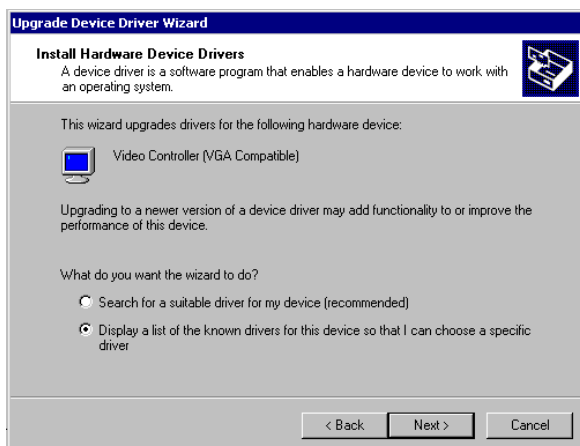 Upgrade Device Driver Wizard
Install Hardware Device Drivers
A device driver is a software program that enables a hardware device to work with
an operating system.
This wizard upgrades drivers for the following hardware device:
Video Controller (VGA Compatible)
Upgrading to a newer version of a device driver may add functionality to or improve the
performance of this device.
What do you want the wizard to do?
Search for a suitable driver for my device (recommended)
Display a list of the known drivers for this device so that I can choose a specific
driver
< Back Next > Cancel